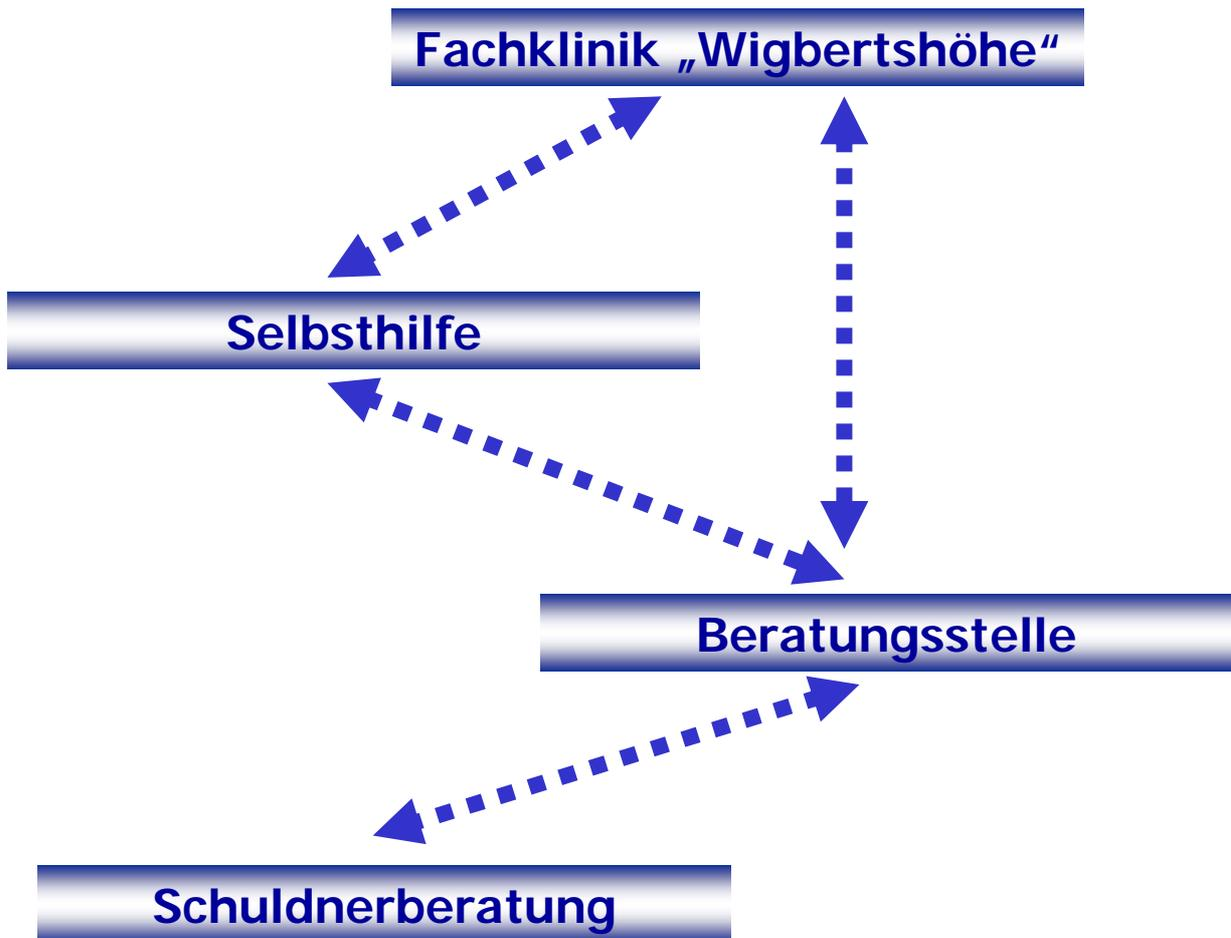 Fachklinik „Wigbertshöhe“
Selbsthilfe
Beratungsstelle
Schuldnerberatung